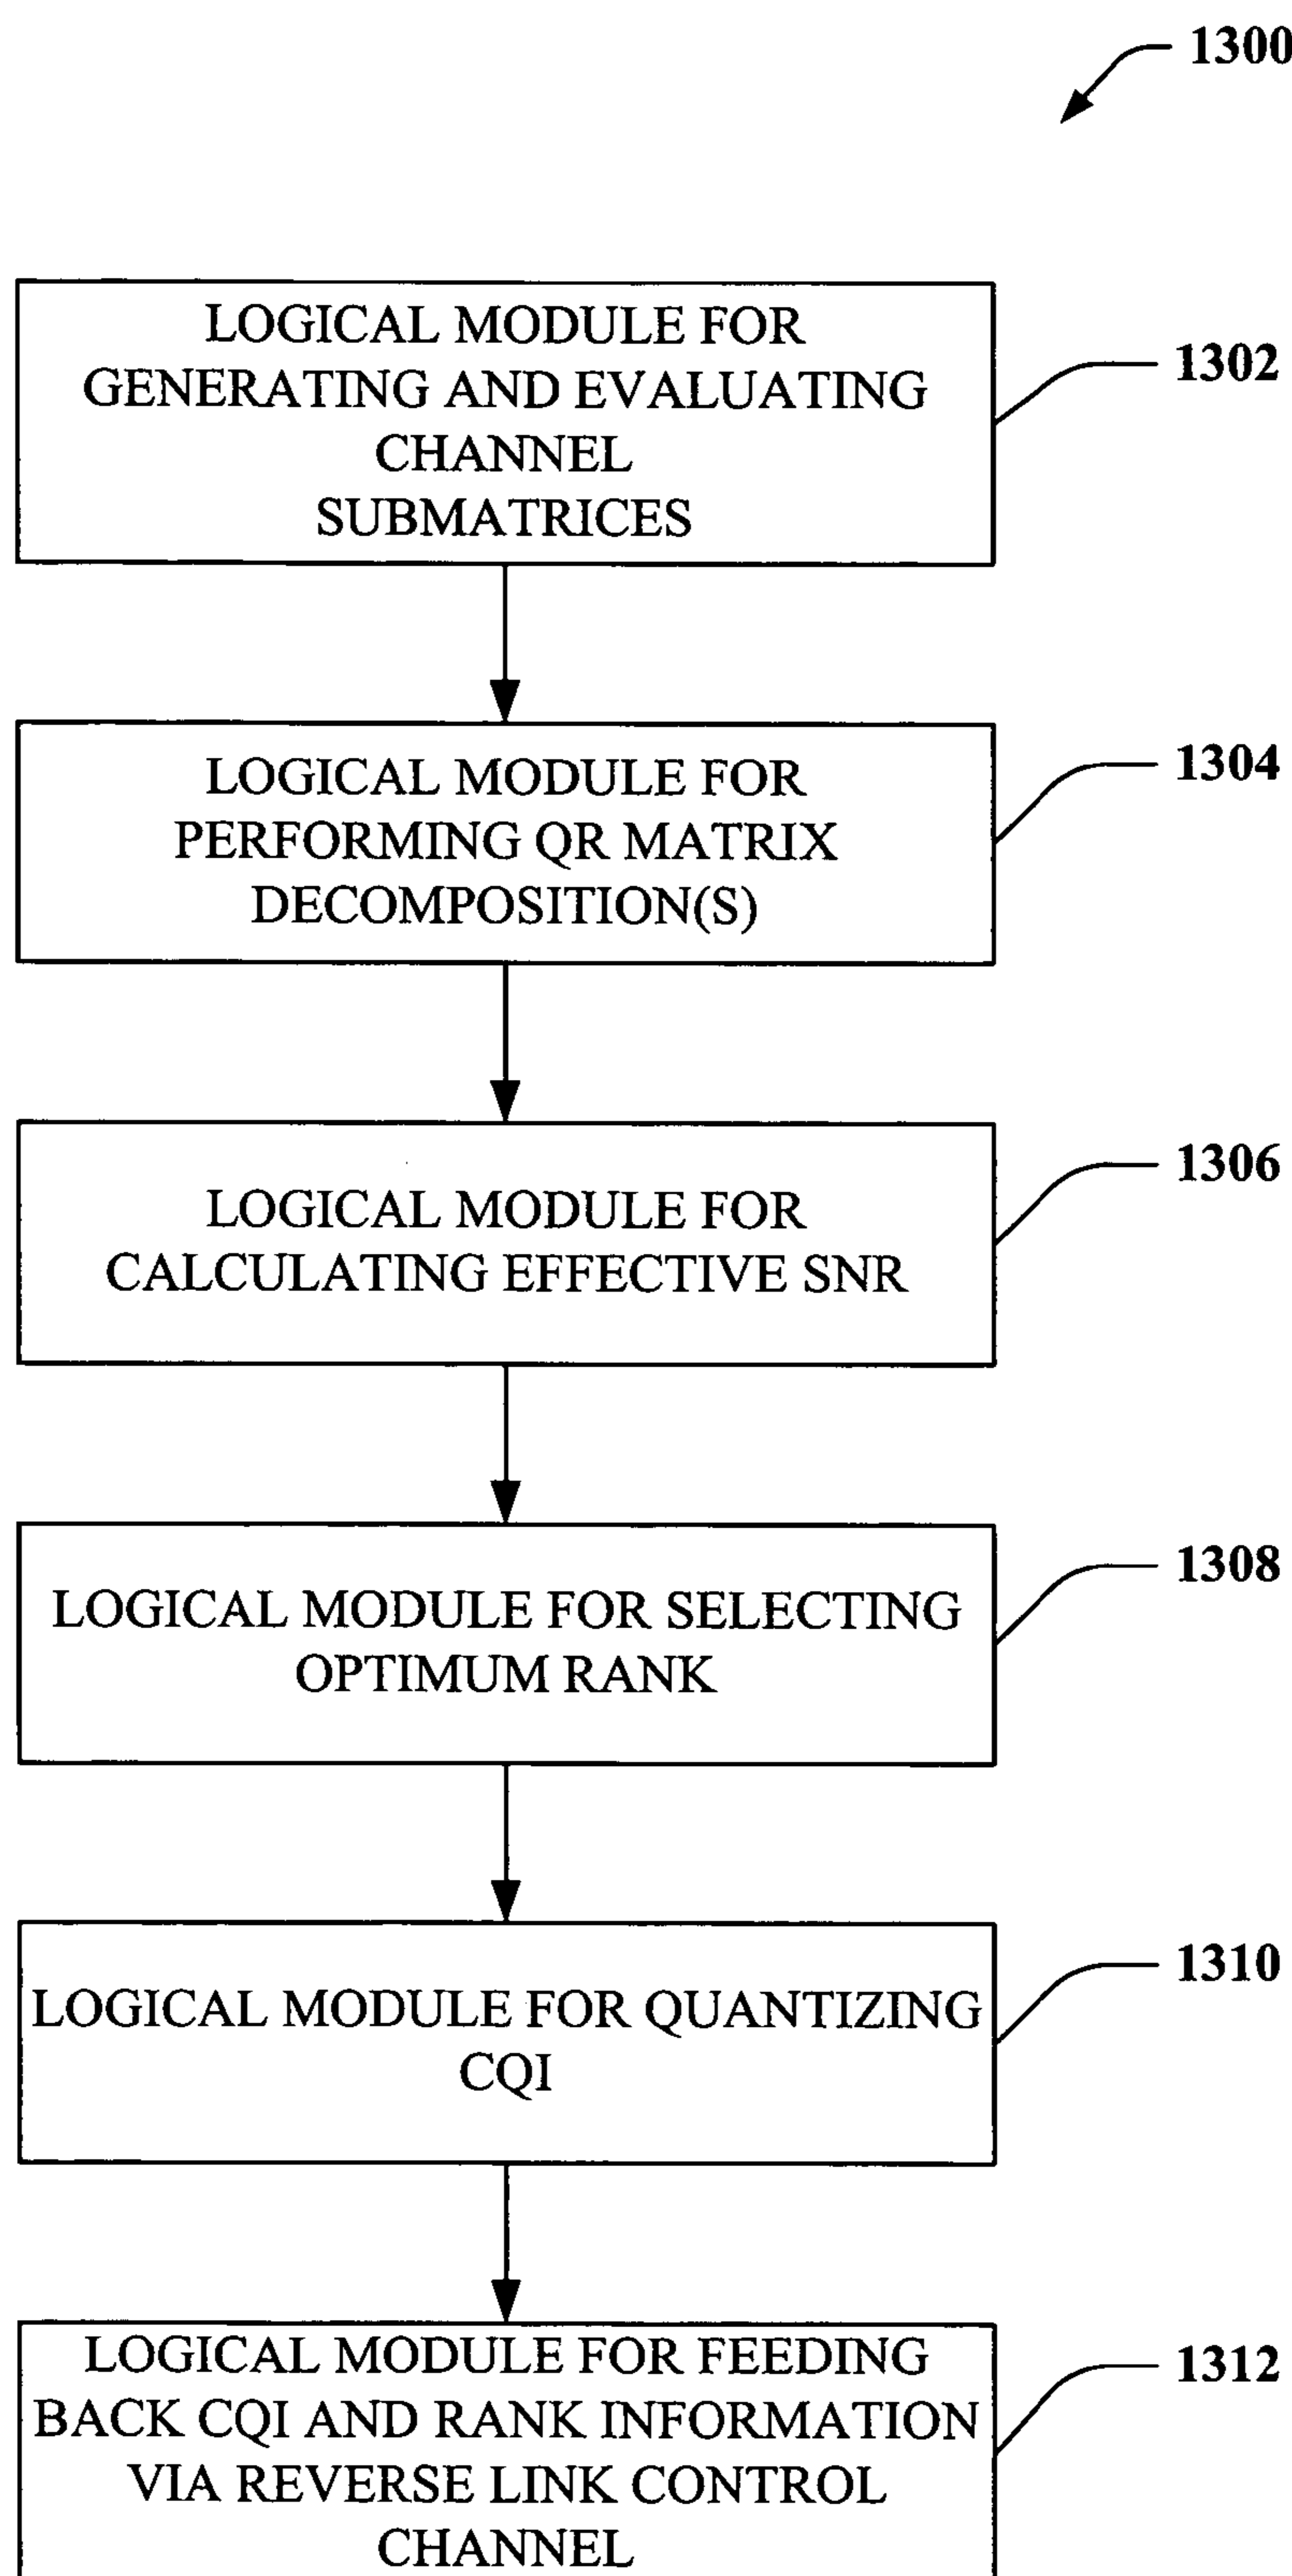 1300
LOGICAL MODULE FOR
GENERATING AND EVALUATING
CHANNEL
SUBMATRICES
1302
LOGICAL MODULE FOR
PERFORMING QR MATRIX
DECOMPOSITION(S)
1304
LOGICAL MODULE FOR
CALCULATING EFFECTIVE SNR
1306
LOGICAL MODULE FOR SELECTING
OPTIMUM RANK
1308
LOGICAL MODULE FOR QUANTIZING
CQI
1310
LOGICAL MODULE FOR FEEDING
BACK CQI AND RANK INFORMATION
VIA REVERSE LINK CONTROL
CHANNEL
1312